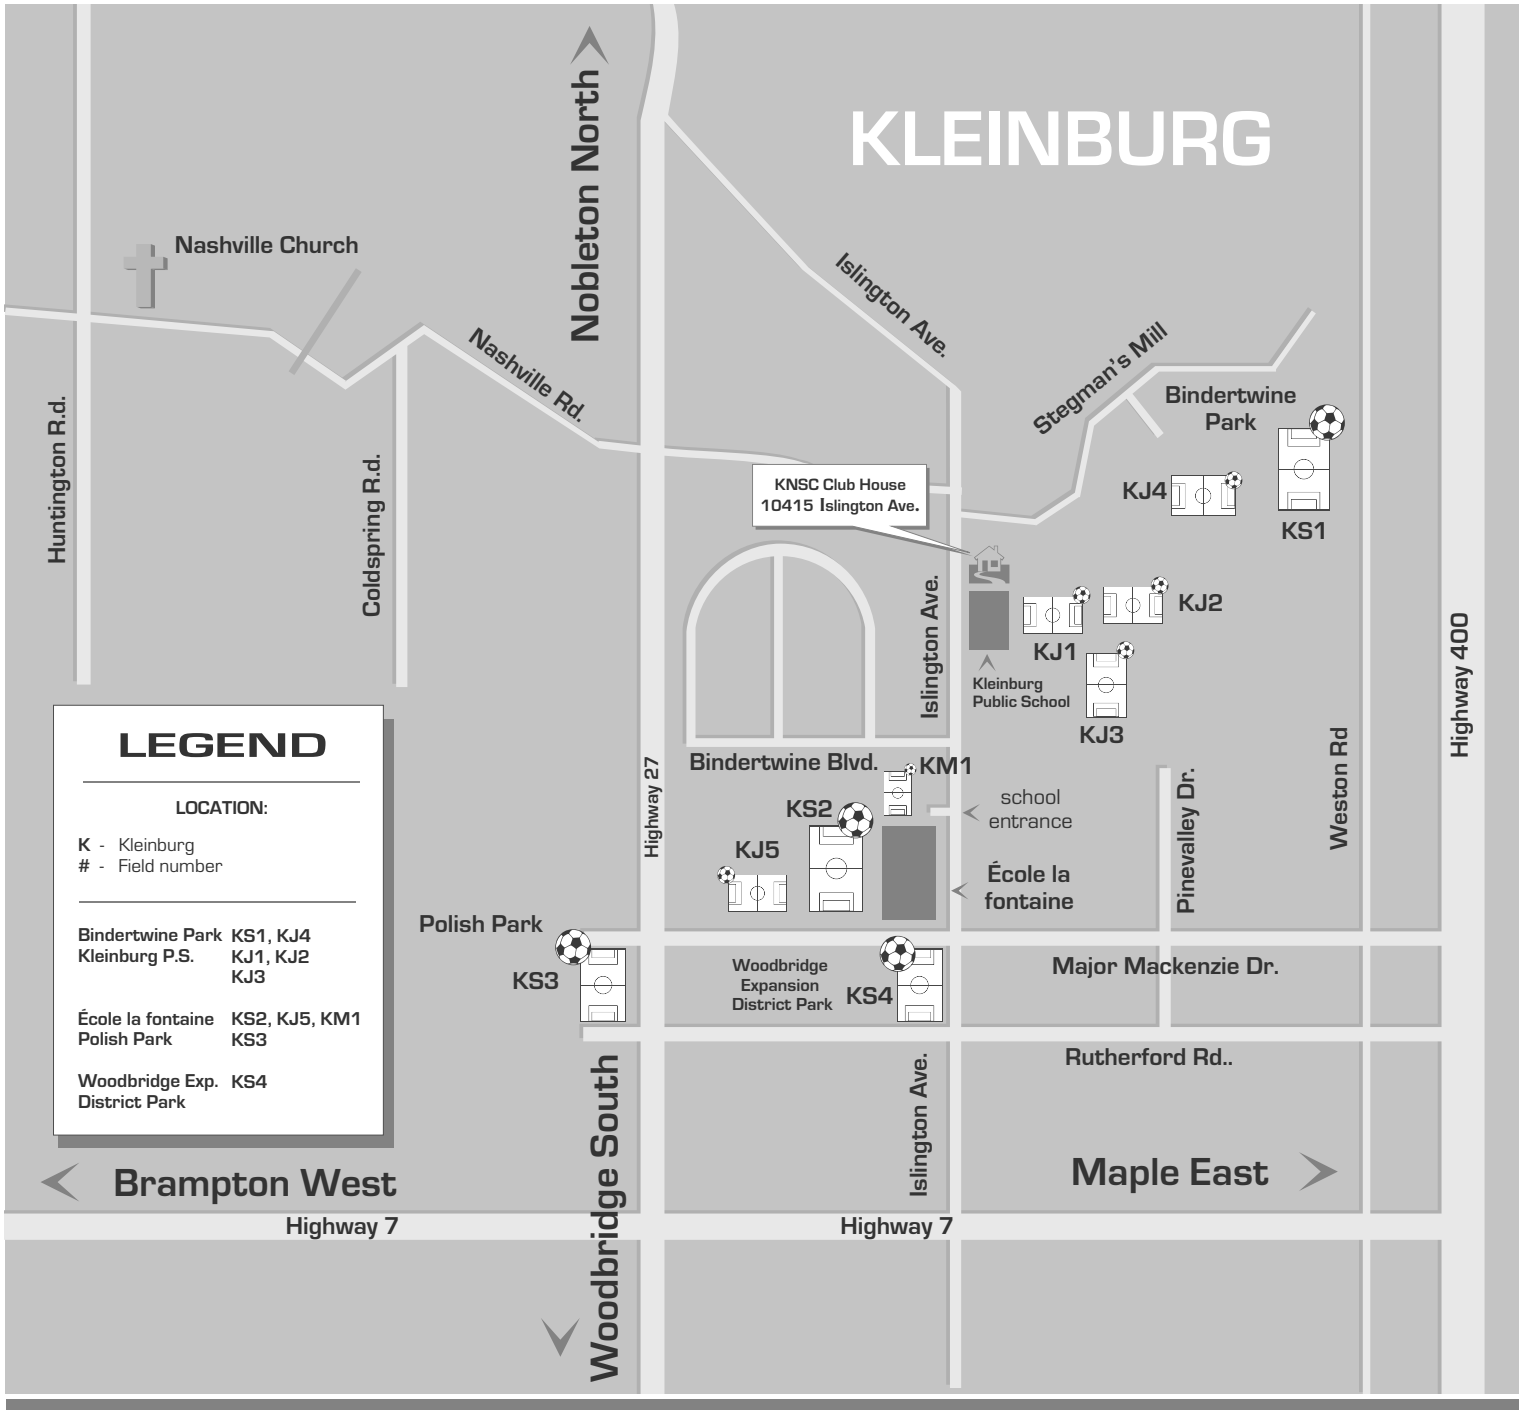 KLEINBURG
Nobleton North
Nashville Church
Islington Ave.
Stegman's Mill
Nashville Rd.
Bindertwine
Park
Huntington R.d.
Coldspring R.d.
KNSC Club House
10415 Islington Ave.
KJ4
KS1
Islington Ave.
KJ2
KJ1
Kleinburg
Public School
KJ3
Highway 400
Weston Rd
Bindertwine Blvd.
KM1
Highway 27
KS2
school
entrance
Pinevalley Dr.
KJ5
École la
fontaine
Polish Park
KS3
Woodbridge
Expansion
District Park
KS4
Major Mackenzie Dr.
Rutherford Rd..
Woodbridge South
Islington Ave.
LEGEND
LOCATION:
K - Kleinburg
# - Field number
Bindertwine Park KS1, KJ4
Kleinburg P.S. KJ1, KJ2
KJ3
École la fontaine KS2, KJ5, KM1
Polish Park KS3
Woodbridge Exp. KS4
District Park
Brampton West
Maple East
Highway 7
Highway 7